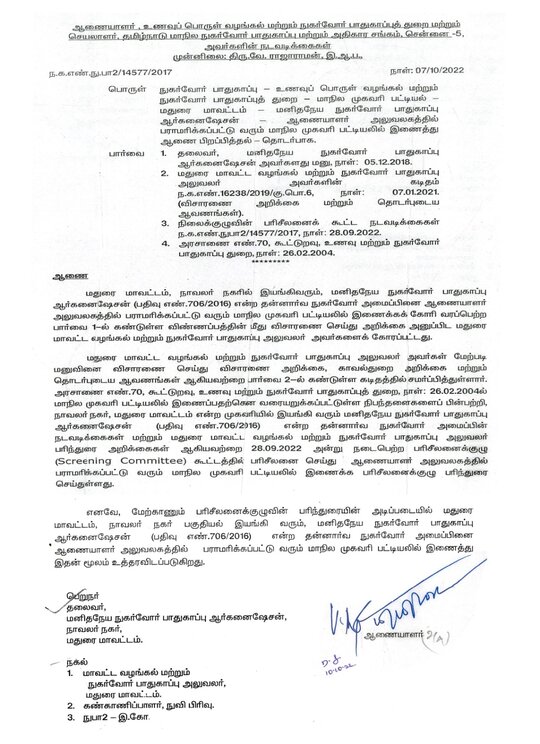 ஆணையாளர் , உணவுப் பொருள் வழங்கல் மற்றும் நுகர்வோர் பாதுகாப்புத் துறை மற்றும்
செயலாளர், தமிழ்நாடு மாநில நுகர்வோர் பாதுகாப்பு மற்றும் அதிகார சங்கம், சென்னை -5,
அவர்களின் நடவடிக்கைகள்
முன்னிலை: திரு.வே. ராஜாராமன், இ.ஆ.ப.,
ந.க.எண்.நுபா2/14577/2017 நாள்: 07/10/2022
பொருள் நுகர்வோர் பாதுகாப்பு – உணவுப் பொருள் வழங்கல் மற்றும்
நுகர்வோர் பாதுகாப்புத் துறை – மாநில முகவரி பட்டியல் –
மதுரை மாவட்டம் – மனிதநேய நுகர்வோர் பாதுகாப்பு
ஆர்கனைஷேசன் – ஆணையாளர் அலுவலகத்தில்
பராமரிக்கப்பட்டு வரும் மாநில முகவரி பட்டியலில் இணைத்து
ஆணை பிறப்பித்தல் – தொடர்பாக.
பார்வை 1. தலைவர், மனிதநேய நுகர்வோர் பாதுகாப்பு
ஆர்கனைஷேசன் அவர்களது மனு, நாள்: 05.12.2018.
2. மதுரை மாவட்ட வழங்கல் மற்றும் நுகர்வோர் பாதுகாப்பு
அலுவலர் அவர்களின் கடிதம்
ந.க.எண்.16238/2019/கு.பொ.6, நாள்: 07.01.2021.
(விசாரணை அறிக்கை மற்றும் தொடர்புடைய
ஆவணங்கள்).
3. நிலைக்குழுவின் பரிசீலனைக் கூட்ட நடவடிக்கைகள்
ந.க.எண்.நுபா2/14577/2017, நாள்: 28.09.2022.
4. அரசாணை எண்.70, கூட்டுறவு, உணவு மற்றும் நுகர்வோர்
பாதுகாப்பு துறை, நாள்: 26.02.2004.
*********
ஆணை
மதுரை மாவட்டம், நாவலர் நகரில் இயங்கிவரும், மனிதநேய நுகர்வோர் பாதுகாப்பு
ஆர்கனைஷேசன் (பதிவு எண்.706/2016) என்ற தன்னார்வ நுகர்வோர் அமைப்பினை ஆணையாளர்
அலுவலகத்தில் பராமரிக்கப்பட்டு வரும் மாநில முகவரி பட்டியலில் இணைக்கக் கோரி வரப்பெற்ற
பார்வை 1–ல் கண்டுள்ள விண்ணப்பத்தின் மீது விசாரணை செய்து அறிக்கை அனுப்பிட மதுரை
மாவட்ட வழங்கல் மற்றும் நுகர்வோர் பாதுகாப்பு அலுவலர் அவர்களைக் கோரப்பட்டது.
மதுரை மாவட்ட வழங்கல் மற்றும் நுகர்வோர் பாதுகாப்பு அலுவலர் அவர்கள் மேற்படி
மனுவினை விசாரணை செய்து விசாரணை அறிக்கை, காவல்துறை அறிக்கை மற்றும்
தொடர்புடைய ஆவணங்கள் ஆகியவற்றை பார்வை 2–ல் கண்டுள்ள கடிதத்தில் சமர்ப்பித்துள்ளார்.
அரசாணை எண்.70, கூட்டுறவு, உணவு மற்றும் நுகர்வோர் பாதுகாப்புத் துறை, நாள்: 26.02.2004ல்
மாநில முகவரி பட்டியலில் இணைப்பதற்கென வரையறுக்கப்பட்டுள்ள நிபந்தனைகளைப் பின்பற்றி,
நாவலர் நகர், மதுரை மாவட்டம் என்ற முகவரியில் இயங்கி வரும் மனிதநேய நுகர்வோர் பாதுகாப்பு
ஆர்கனைஷேசன் (பதிவு எண்.706/2016) என்ற தன்னார்வ நுகர்வோர் அமைப்பின்
நடவடிக்கைகள் மற்றும் மதுரை மாவட்ட வழங்கல் மற்றும் நுகர்வோர் பாதுகாப்பு அலுவலர்
பரிந்துரை அறிக்கைகள் ஆகியவற்றை 28.09.2022 அன்று நடைபெற்ற பரிசீலனைக்குழு
(Screening Committee) கூட்டத்தில் பரிசீலனை செய்து ஆணையாளர் அலுவலகத்தில்
பராமரிக்கப்பட்டு வரும் மாநில முகவரி பட்டியலில் இணைக்க பரிசீலனைக்குழு பரிந்துரை
செய்துள்ளது.
எனவே, மேற்காணும் பரிசீலனைக்குழுவின் பரிந்துரையின் அடிப்படையில் மதுரை
மாவட்டம், நாவலர் நகர் பகுதியல் இயங்கி வரும், மனிதநேய நுகர்வோர் பாதுகாப்பு
ஆர்கனைஷேசன் (பதிவு எண்.706/2016) என்ற தன்னார்வ நுகர்வோர் அமைப்பினை
ஆணையாளர் அலுவலகத்தில் பராமரிக்கப்பட்டு வரும் மாநில முகவரி பட்டியலில் இணைத்து
இதன் மூலம் உத்தரவிடப்படுகிறது.
பெறுநர்
தலைவர்,
மனிதநேய நுகர்வோர் பாதுகாப்பு ஆர்கனைஷேசன்,
நாவலர் நகர்,
மதுரை மாவட்டம்.
ஆணையாளர்
10.10.22
நகல்
1. மாவட்ட வழங்கல் மற்றும்
நுகர்வோர் பாதுகாப்பு அலுவலர்,
மதுரை மாவட்டம்.
2. கண்காணிப்பாளர், நுவி பிரிவு.
3. நுபா2 – இ.கோ.